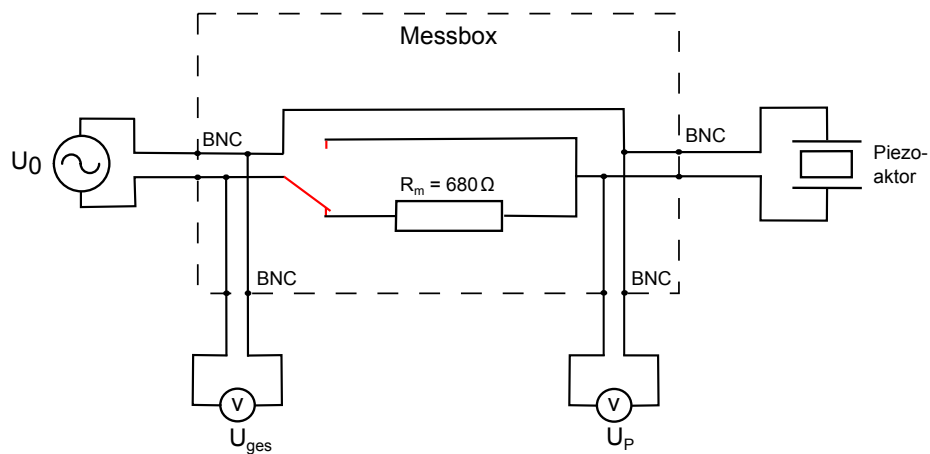 Messbox
BNC
BNC
U0
Piezo-
aktor
Rm = 680 Ω
BNC
BNC
V
V
Uges
UP